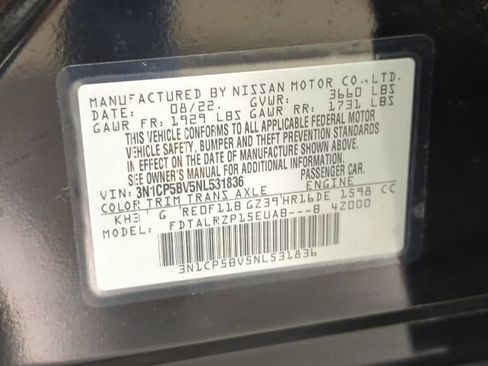 MANUFACTURED BY NISSAN MOTOR CO.,LTD.
DATE: 08/22. GVWR: 3660 LBS
GAWR FR: 1929 LBS GAWR RR: 1731 LBS
THIS VEHICLE CONFORMS TO ALL APPLICABLE FEDERAL MOTOR
VEHICLE SAFETY, BUMPER AND THEFT PREVENTION STANDARDS
IN EFFECT ON THE DATE OF MANUFACTURE SHOWN ABOVE.
SEE OWNER'S MANUAL FOR ADDITIONAL INFORMATION.
VIN: 3N1CP5BV5NL531836 PASSENGER CAR.
COLOR TRIM TRANS AXLE ENGINE
KH3 G RE0F11B GZ39 HR16DE 1598 CC
MODEL: FDTALRZP15EUAB---B 4Z000
3N1CP5BV5NL531836